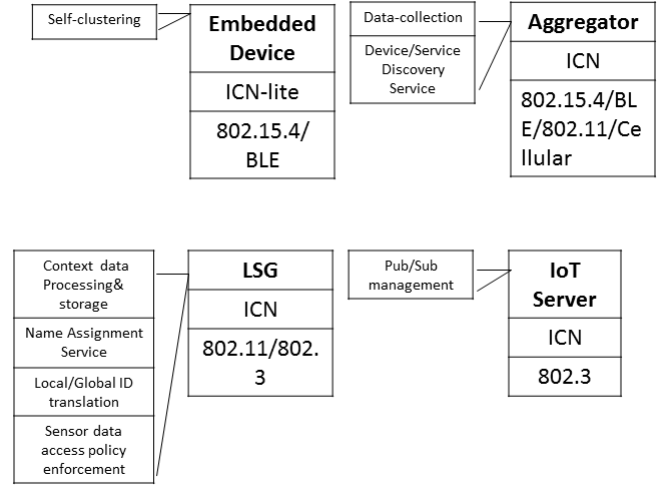 Self-clustering
Embedded
Device
ICN-lite
802.15.4/
BLE
Data-collection
Device/Service
Discovery
Service
Aggregator
ICN
802.15.4/BL
E/802.11/Ce
llular
Context data
Processing&
storage
Name Assignment
Service
Local/Global ID
translation
Sensor data
access policy
enforcement
LSG
ICN
802.11/802.
3
Pub/Sub
management
IoT
Server
ICN
802.3